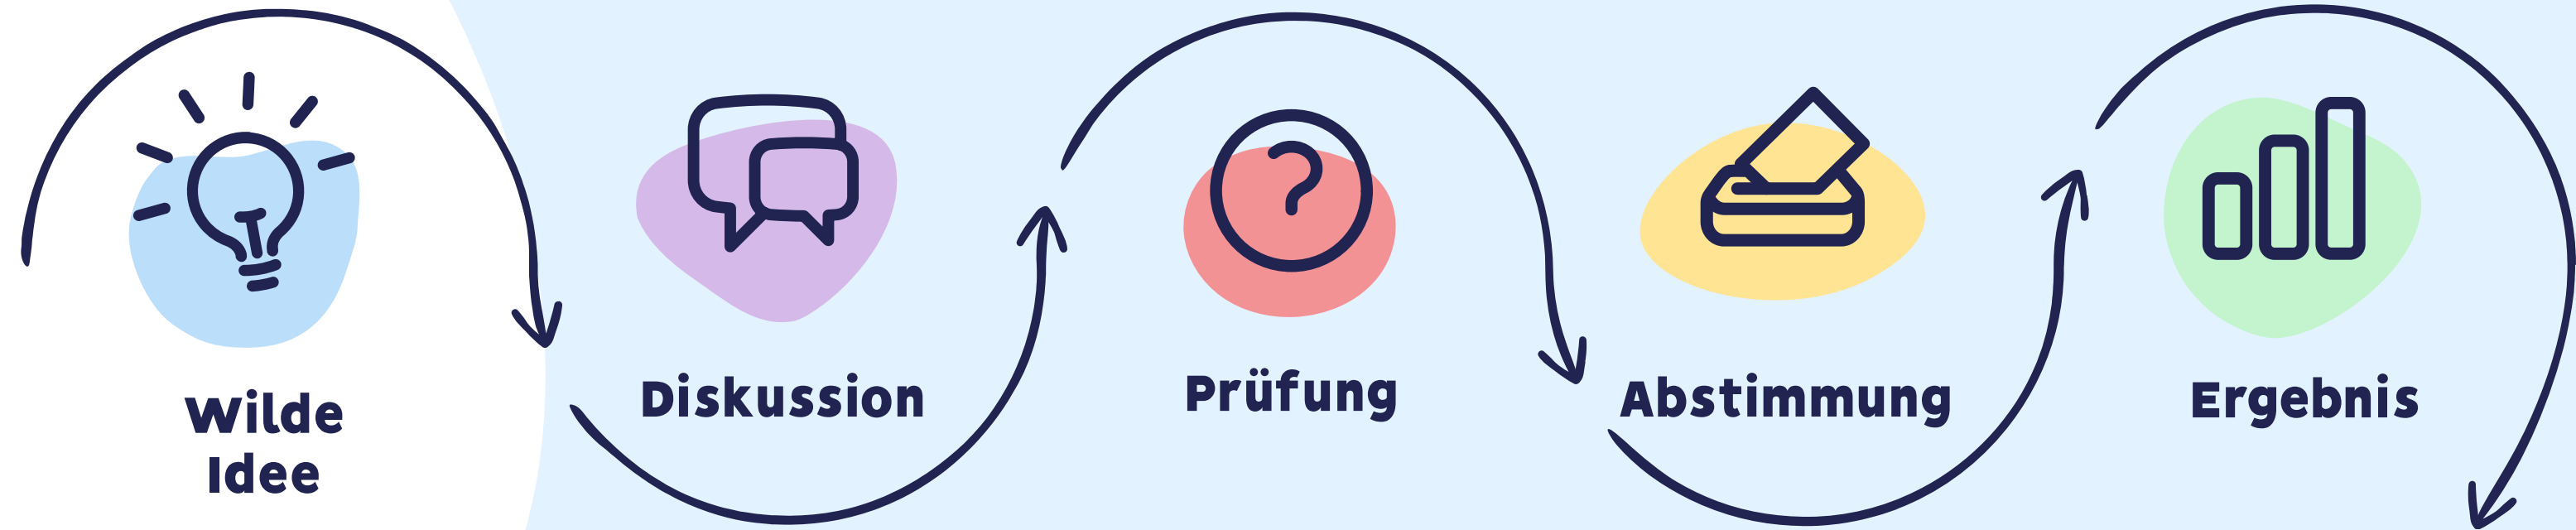 Wilde
Idee
Diskussion
Prüfung
Abstimmung
Ergebnis